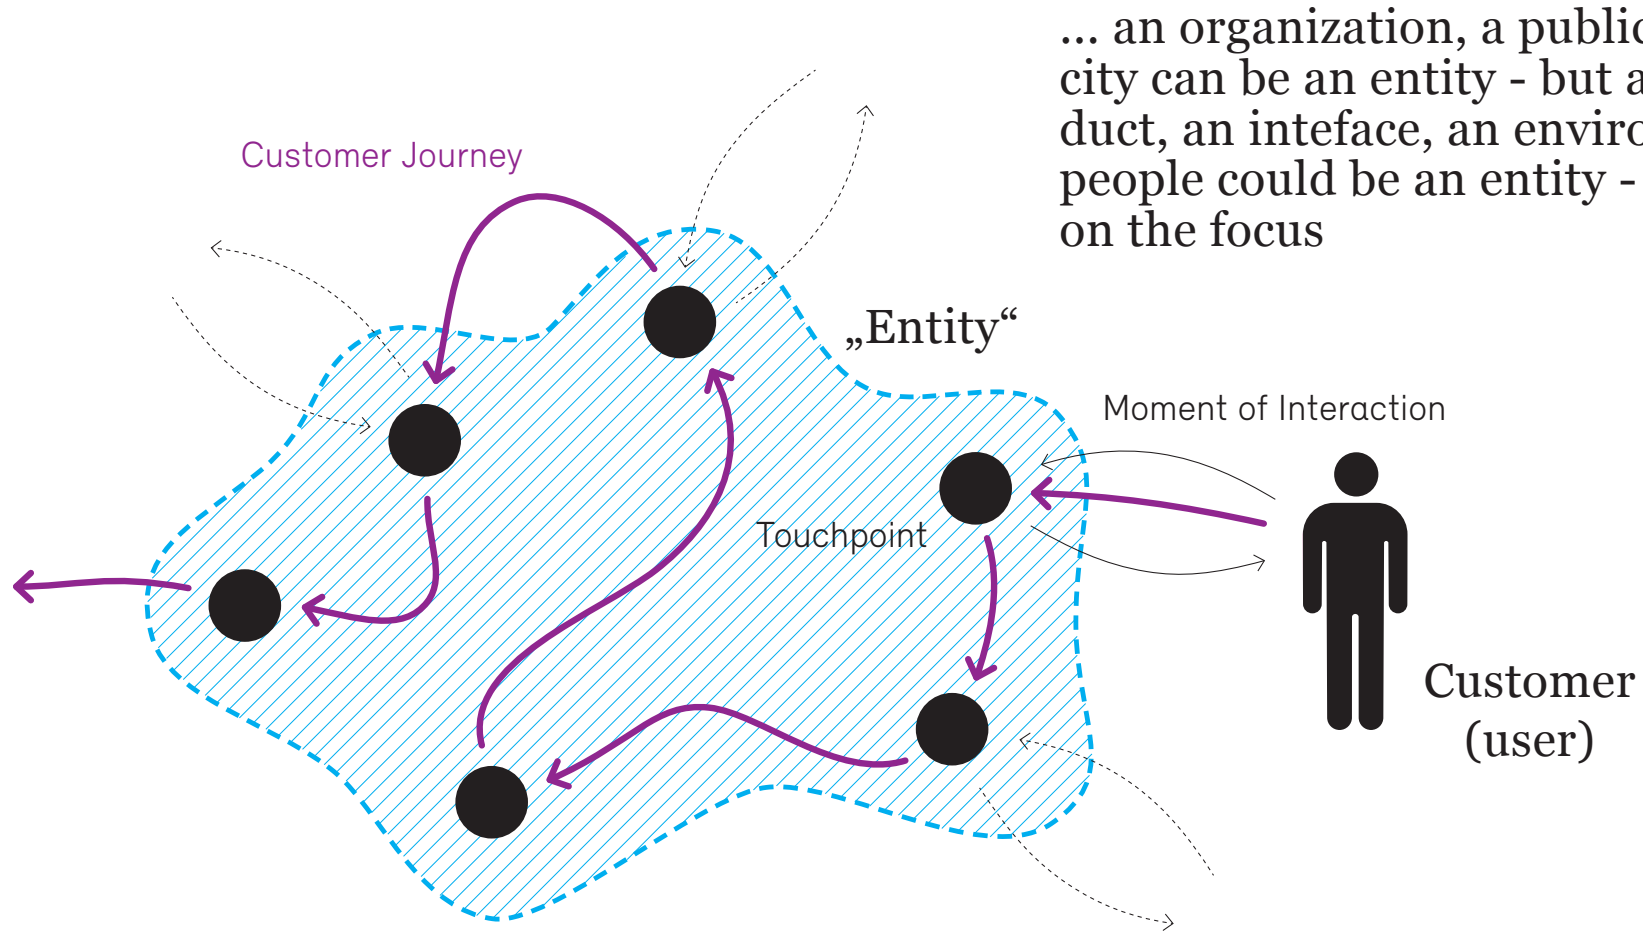 ... an organization, a public
city can be an entity - but a
duct, an inteface, an enviro
people could be an entity -
on the focus
Customer Journey
„Entity“
Moment of Interaction
Touchpoint
Customer
(user)